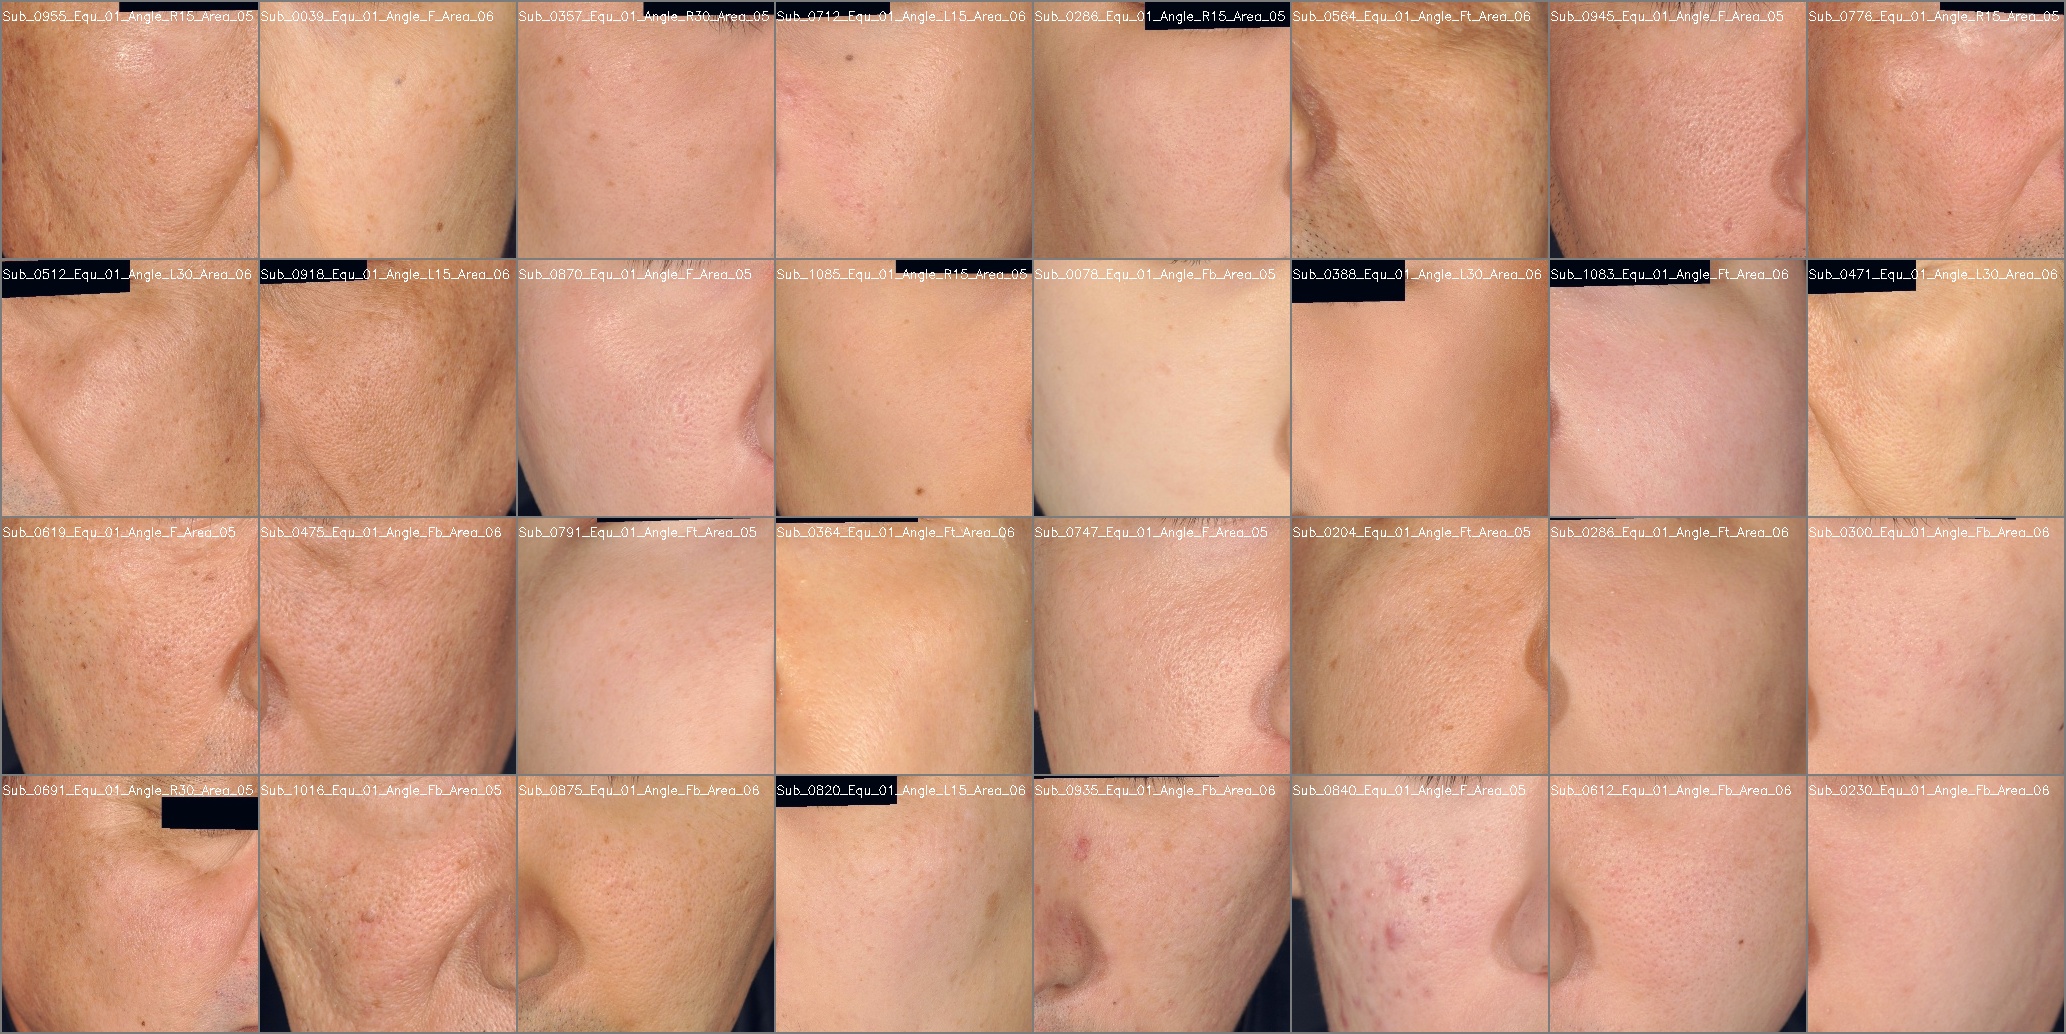 Sub_0955_Equ_01_Angle_R15_Area_05
Sub_0039_Equ_01_Angle_F_Area_06
Sub_0357_Equ_01_Angle_R30_Area_05
Sub_0712_Equ_01_Angle_L15_Area_06
Sub_0286_Equ_01_Angle_R15_Area_05
Sub_0564_Equ_01_Angle_Ft_Area_06
Sub_0945_Equ_01_Angle_F_Area_05
Sub_0776_Equ_01_Angle_R15_Area_05
Sub_0512_Equ_01_Angle_L30_Area_06
Sub_0918_Equ_01_Angle_L15_Area_06
Sub_0870_Equ_01_Angle_F_Area_05
Sub_1085_Equ_01_Angle_R15_Area_05
Sub_0078_Equ_01_Angle_Fb_Area_05
Sub_0388_Equ_01_Angle_L30_Area_06
Sub_1083_Equ_01_Angle_Ft_Area_06
Sub_0471_Equ_01_Angle_L30_Area_06
Sub_0619_Equ_01_Angle_F_Area_05
Sub_0475_Equ_01_Angle_Fb_Area_06
Sub_0791_Equ_01_Angle_Ft_Area_05
Sub_0364_Equ_01_Angle_Ft_Area_06
Sub_0747_Equ_01_Angle_F_Area_05
Sub_0204_Equ_01_Angle_Ft_Area_05
Sub_0286_Equ_01_Angle_Ft_Area_06
Sub_0300_Equ_01_Angle_Fb_Area_06
Sub_0691_Equ_01_Angle_R30_Area_05
Sub_1016_Equ_01_Angle_Fb_Area_05
Sub_0875_Equ_01_Angle_Fb_Area_06
Sub_0820_Equ_01_Angle_L15_Area_06
Sub_0935_Equ_01_Angle_Fb_Area_06
Sub_0840_Equ_01_Angle_F_Area_05
Sub_0612_Equ_01_Angle_Fb_Area_06
Sub_0230_Equ_01_Angle_Fb_Area_06